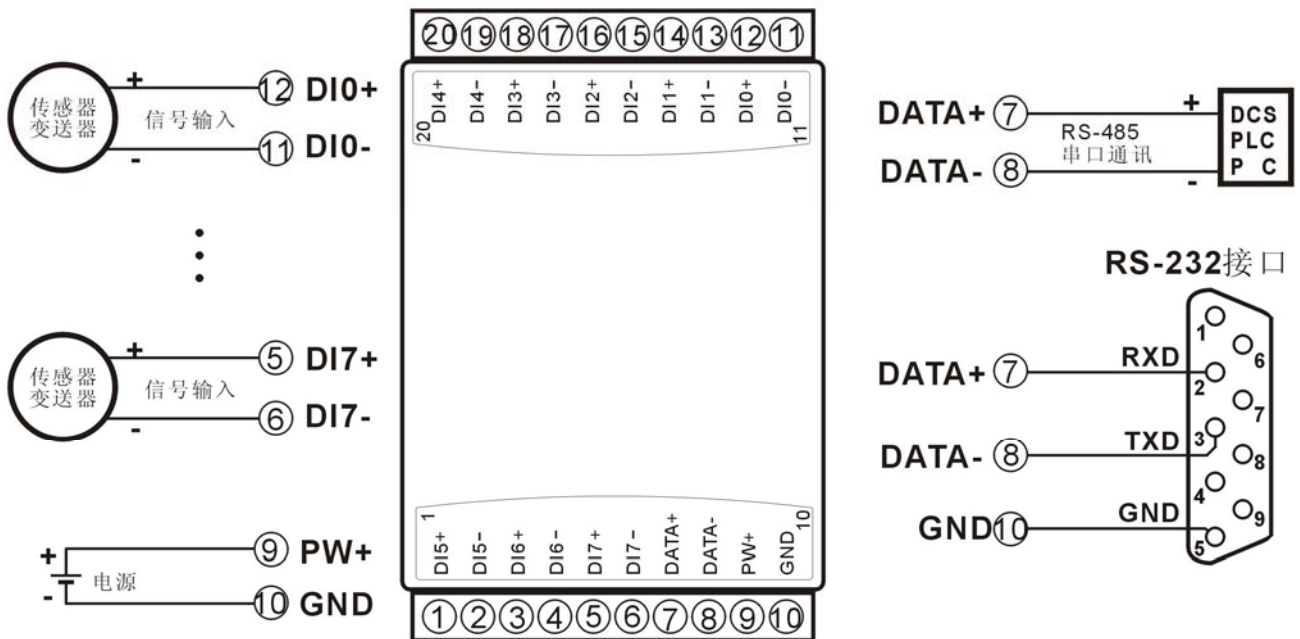 ⑳⑲⑱⑰⑯⑮⑭⑬⑫⑪
DI4+ DI4- DI3+ DI3- DI2+ DI2- DI1+ DI1- DI0+ DI0-
20 11
+
传感器
变送器
信号输入
-
⑫ DI0+
⑪ DI0-
+
传感器
变送器
信号输入
-
⑤ DI7+
⑥ DI7-
+
电源
-
⑨ PW+
⑩ GND
1 10
DI5+ DI5- DI6+ DI6- DI7+ DI7- DATA+ DATA- PW+ GND
①②③④⑤⑥⑦⑧⑨⑩
DATA+ ⑦
DATA- ⑧
+
RS-485
串口通讯
-
DCS
PLC
P C
RS-232接口
DATA+ ⑦ RXD
DATA- ⑧ TXD
GND ⑩ GND
1
6
2
7
3
8
4
9
5